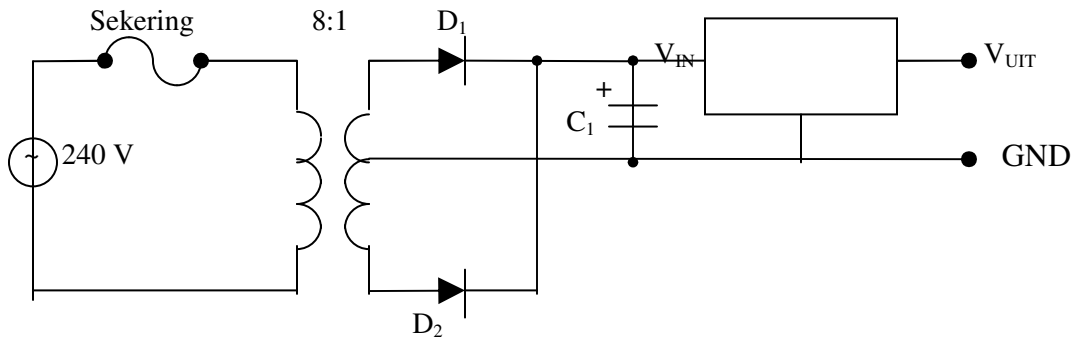 Sekering
8:1
D₁
V_IN
V_UIT
+
C₁
~
240 V
GND
D₂